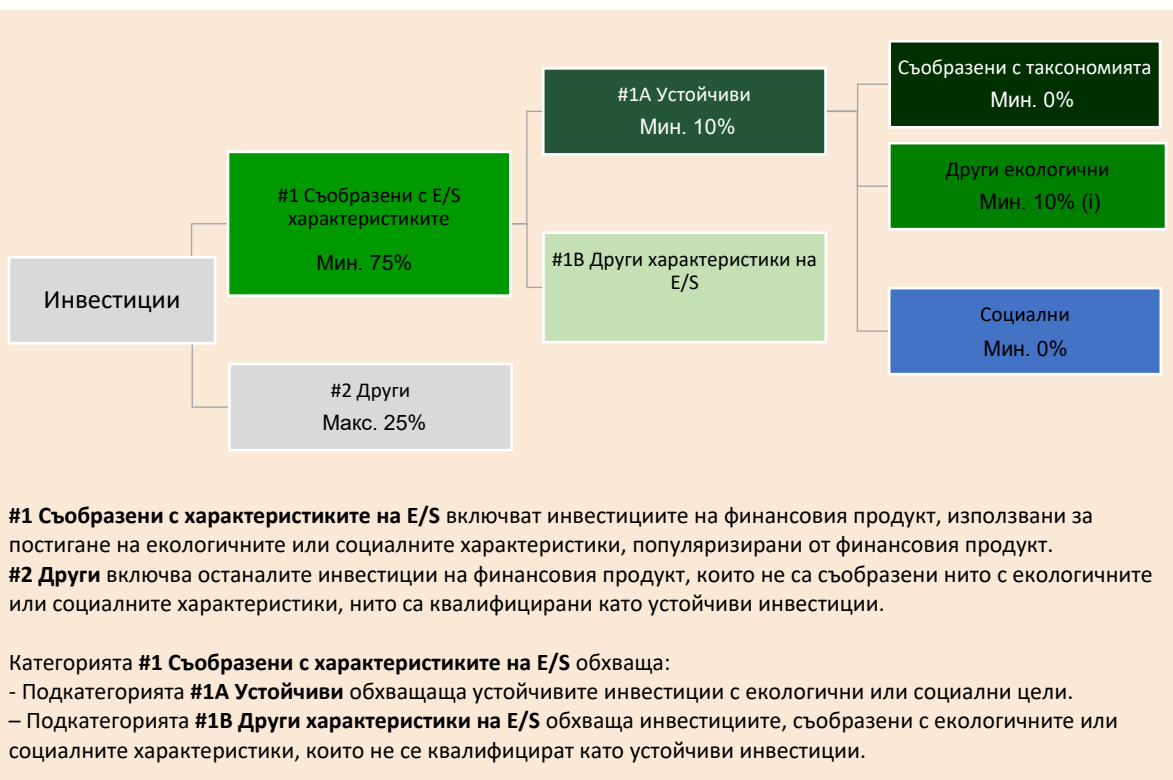 Инвестиции
#1 Съобразени с E/S
характеристиките
Мин. 75%
#2 Други
Макс. 25%
#1A Устойчиви
Мин. 10%
#1B Други характеристики на
E/S
Съобразени с таксономията
Мин. 0%
Други екологични
Мин. 10% (i)
Социални
Мин. 0%
#1 Съобразени с характеристиките на E/S включват инвестициите на финансовия продукт, използвани за
постигане на екологичните или социалните характеристики, популяризирани от финансовия продукт.
#2 Други включва останалите инвестиции на финансовия продукт, които не са съобразени нито с екологичните
или социалните характеристики, нито са квалифицирани като устойчиви инвестиции.
Категорията #1 Съобразени с характеристиките на E/S обхваща:
- Подкатегорията #1A Устойчиви обхващаща устойчивите инвестиции с екологични или социални цели.
– Подкатегорията #1B Други характеристики на E/S обхваща инвестициите, съобразени с екологичните или
социалните характеристики, които не се квалифицират като устойчиви инвестиции.